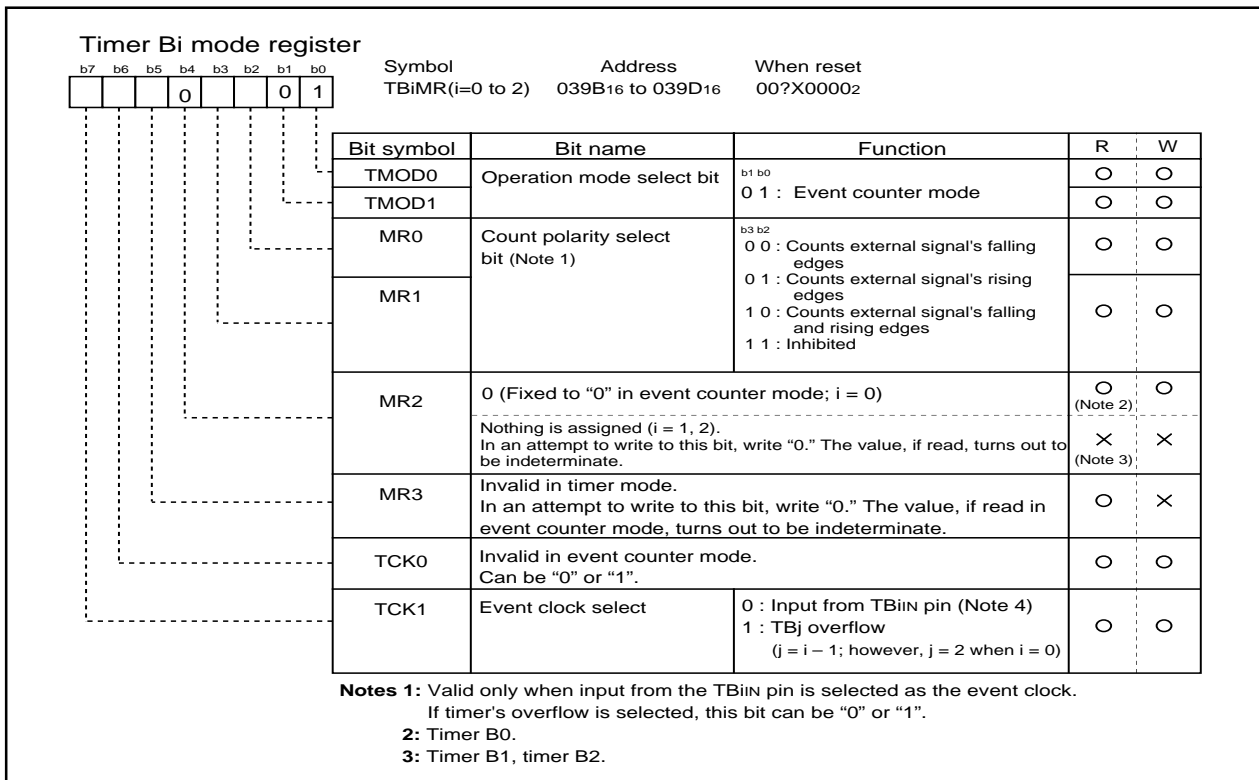 Timer Bi mode register
b7 b6 b5 b4 b3 b2 b1 b0
0 0 1
Symbol Address When reset
TBiMR(i=0 to 2) 039B16 to 039D16 00?X00002
Bit symbol Bit name Function R W
TMOD0 Operation mode select bit b1 b0
0 1 : Event counter mode
TMOD1
MR0 Count polarity select
bit (Note 1)
b3 b2
0 0 : Counts external signal's falling
edges
0 1 : Counts external signal's rising
edges
MR1
1 0 : Counts external signal's falling
and rising edges
1 1 : Inhibited
MR2 0 (Fixed to “0” in event counter mode; i = 0)
(Note 2)
Nothing is assigned (i = 1, 2).
In an attempt to write to this bit, write “0.” The value, if read, turns out to
be indeterminate.
(Note 3)
MR3 Invalid in timer mode.
In an attempt to write to this bit, write “0.” The value, if read in
event counter mode, turns out to be indeterminate.
TCK0 Invalid in event counter mode.
Can be “0” or “1”.
TCK1 Event clock select 0 : Input from TBiIN pin (Note 4)
1 : TBj overflow
(j = i – 1; however, j = 2 when i = 0)
Notes 1: Valid only when input from the TBiIN pin is selected as the event clock.
If timer's overflow is selected, this bit can be “0” or “1”.
2: Timer B0.
3: Timer B1, timer B2.